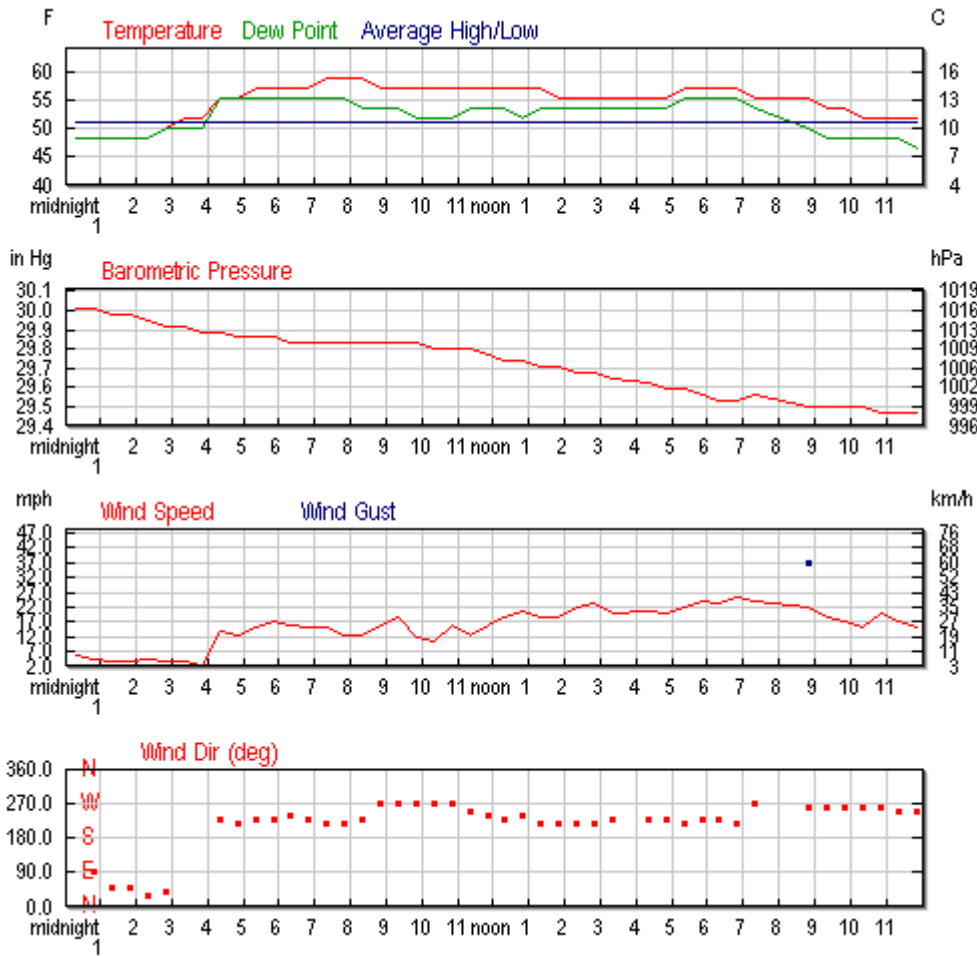 F Temperature Dew Point Average High/Low C
60 16
55 13
50 10
45 7
40 4
midnight 1 2 3 4 5 6 7 8 9 10 11 noon 1 2 3 4 5 6 7 8 9 10 11
in Hg Barometric Pressure hPa
30.1 1019
30.0 1016
29.9 1013
29.8 1009
29.7 1006
29.6 1002
29.5 999
29.4 996
midnight 1 2 3 4 5 6 7 8 9 10 11 noon 1 2 3 4 5 6 7 8 9 10 11
mph Wind Speed Wind Gust km/h
47.0 76
42.0 68
37.0 60
32.0 52
27.0 43
22.0 35
17.0 27
12.0 19
7.0 11
2.0 3
midnight 1 2 3 4 5 6 7 8 9 10 11 noon 1 2 3 4 5 6 7 8 9 10 11
Wind Dir (deg)
360.0 N
270.0 W
180.0 S
90.0 E
0.0 N
midnight 1 2 3 4 5 6 7 8 9 10 11 noon 1 2 3 4 5 6 7 8 9 10 11